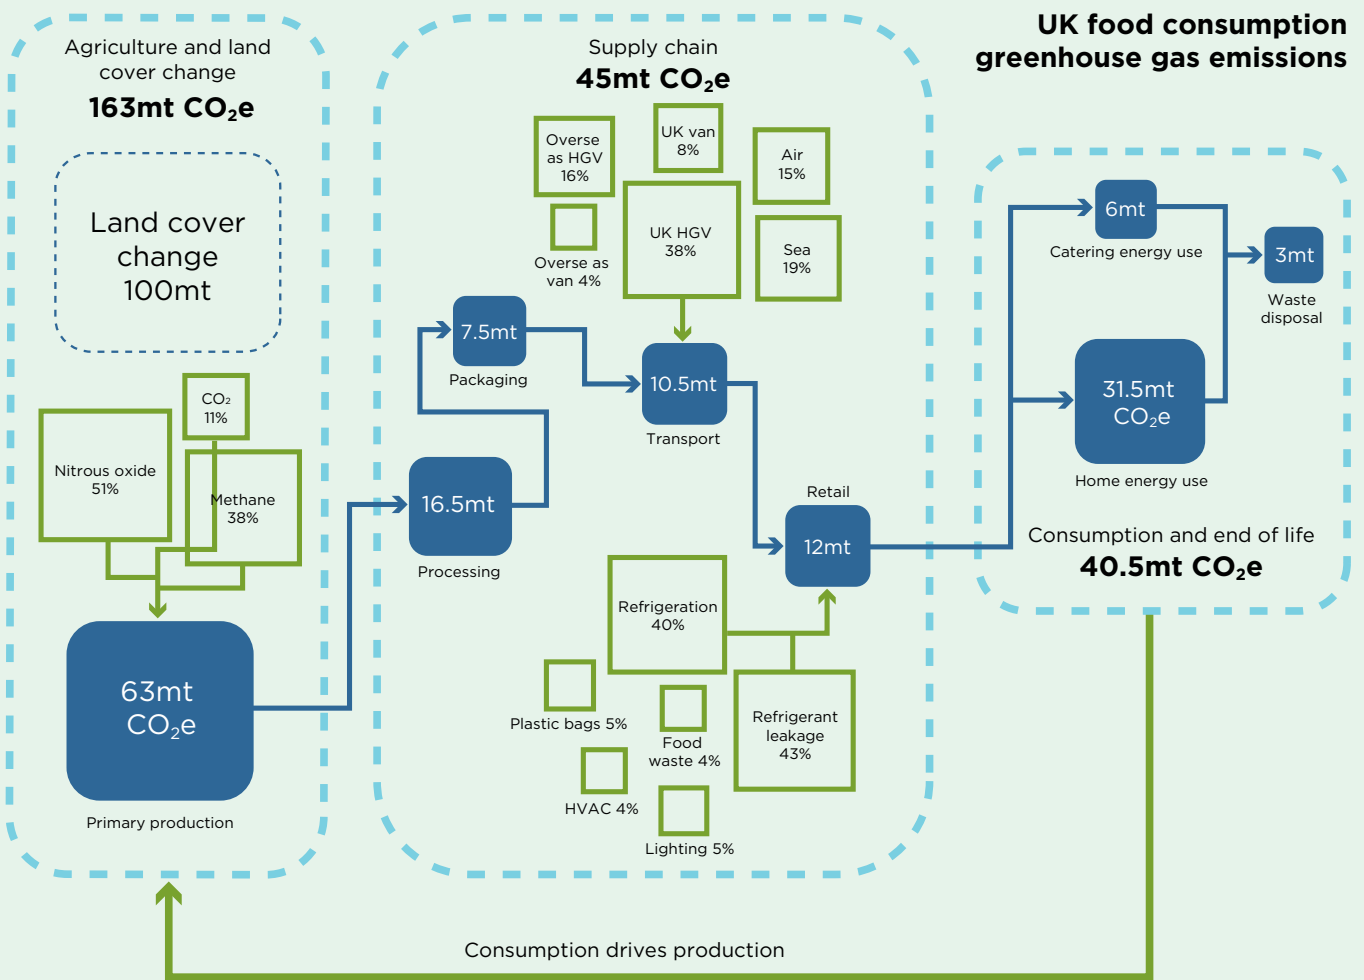 UK food consumption
greenhouse gas emissions
Agriculture and land
cover change
163mt CO₂e
Land cover
change
100mt
CO₂
11%
Nitrous oxide
51%
Methane
38%
63mt
CO₂e
Primary production
Supply chain
45mt CO₂e
Overse
as HGV
16%
UK van
8%
Air
15%
Overse as
van 4%
UK HGV
38%
Sea
19%
7.5mt
Packaging
10.5mt
Transport
16.5mt
Processing
Retail
12mt
Refrigeration
40%
Plastic bags 5%
Food
waste 4%
Refrigerant
leakage
43%
HVAC 4%
Lighting 5%
6mt
Catering energy use
3mt
Waste
disposal
31.5mt
CO₂e
Home energy use
Consumption and end of life
40.5mt CO₂e
Consumption drives production